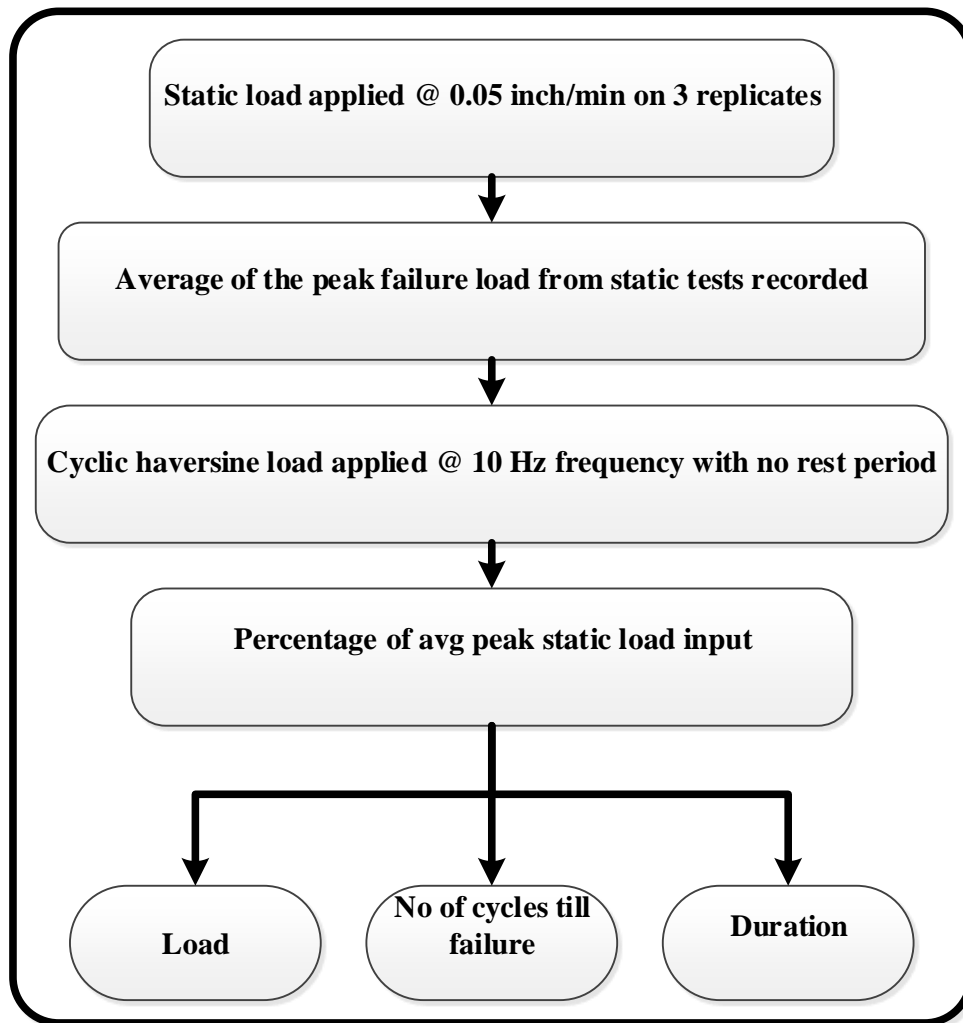 Static load applied @ 0.05 inch/min on 3 replicates
Average of the peak failure load from static tests recorded
Cyclic haversine load applied @ 10 Hz frequency with no rest period
Percentage of avg peak static load input
Load
No of cycles till
failure
Duration